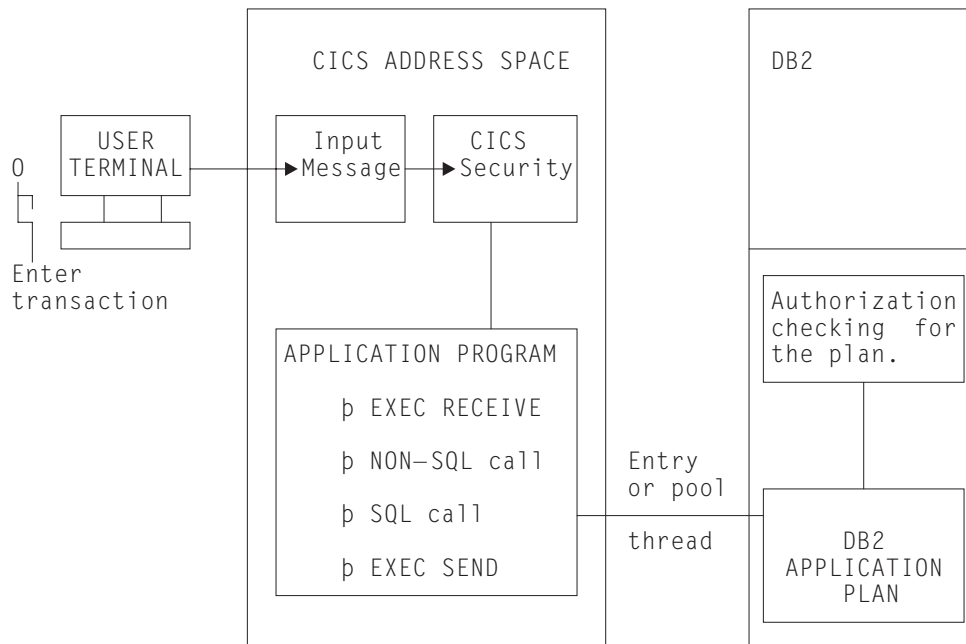 CICS ADDRESS SPACE
DB2
USER
TERMINAL
Input
Message
CICS
Security
O
Enter
transaction
Authorization
checking for
the plan.
APPLICATION PROGRAM
þ EXEC RECEIVE
þ NON–SQL call
þ SQL call
þ EXEC SEND
Entry
or pool
thread
DB2
APPLICATION
PLAN